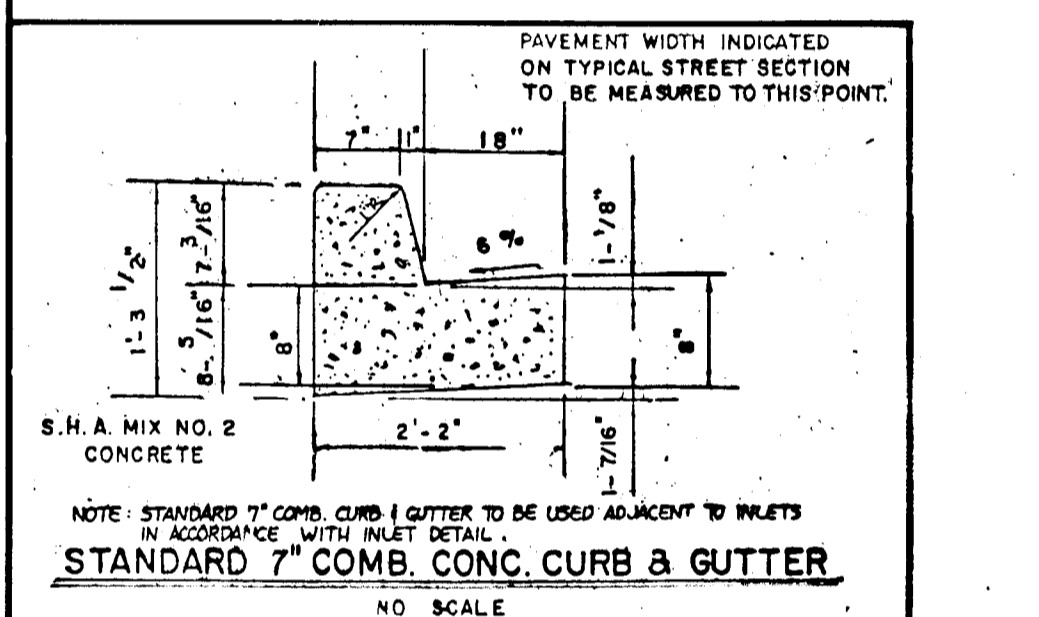 PAVEMENT WIDTH INDICATED
ON TYPICAL STREET SECTION
TO BE MEASURED TO THIS POINT.
7" 1" 18"
1"R
6 %
1-1/8"
7-3/16"
1'-3 1/2"
8-5/16"
8"
8"
2'-2"
1-7/16"
S.H.A. MIX NO. 2
CONCRETE
NOTE: STANDARD 7" COMB. CURB & GUTTER TO BE USED ADJACENT TO INLETS
IN ACCORDANCE WITH INLET DETAIL.
STANDARD 7" COMB. CONC. CURB & GUTTER
NO SCALE